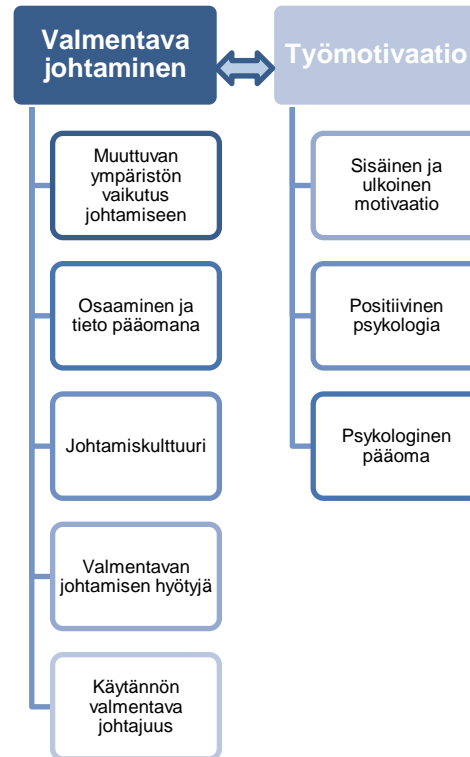 Valmentava
johtaminen
Työmotivaatio
Muuttuvan
ympäristön
vaikutus
johtamiseen
Osaaminen ja
tieto pääomana
Johtamiskulttuuri
Valmentavan
johtamisen hyötyjä
Käytännön
valmentava
johtajuus
Sisäinen ja
ulkoinen
motivaatio
Positiivinen
psykologia
Psykologinen
pääoma